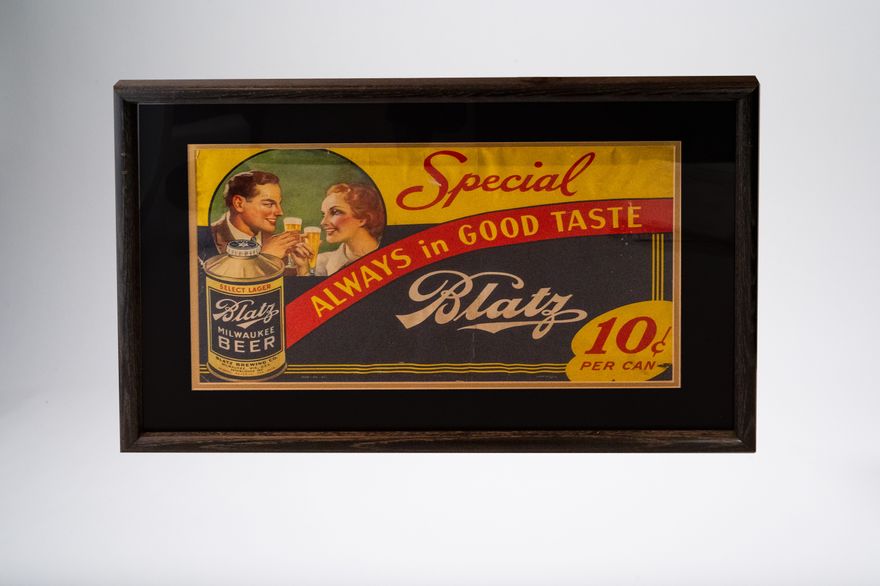 Special
ALWAYS in GOOD TASTE
Blatz
10¢
PER CAN
SELECT LAGER
Blatz
MILWAUKEE
BEER
BLATZ BREWING CO.